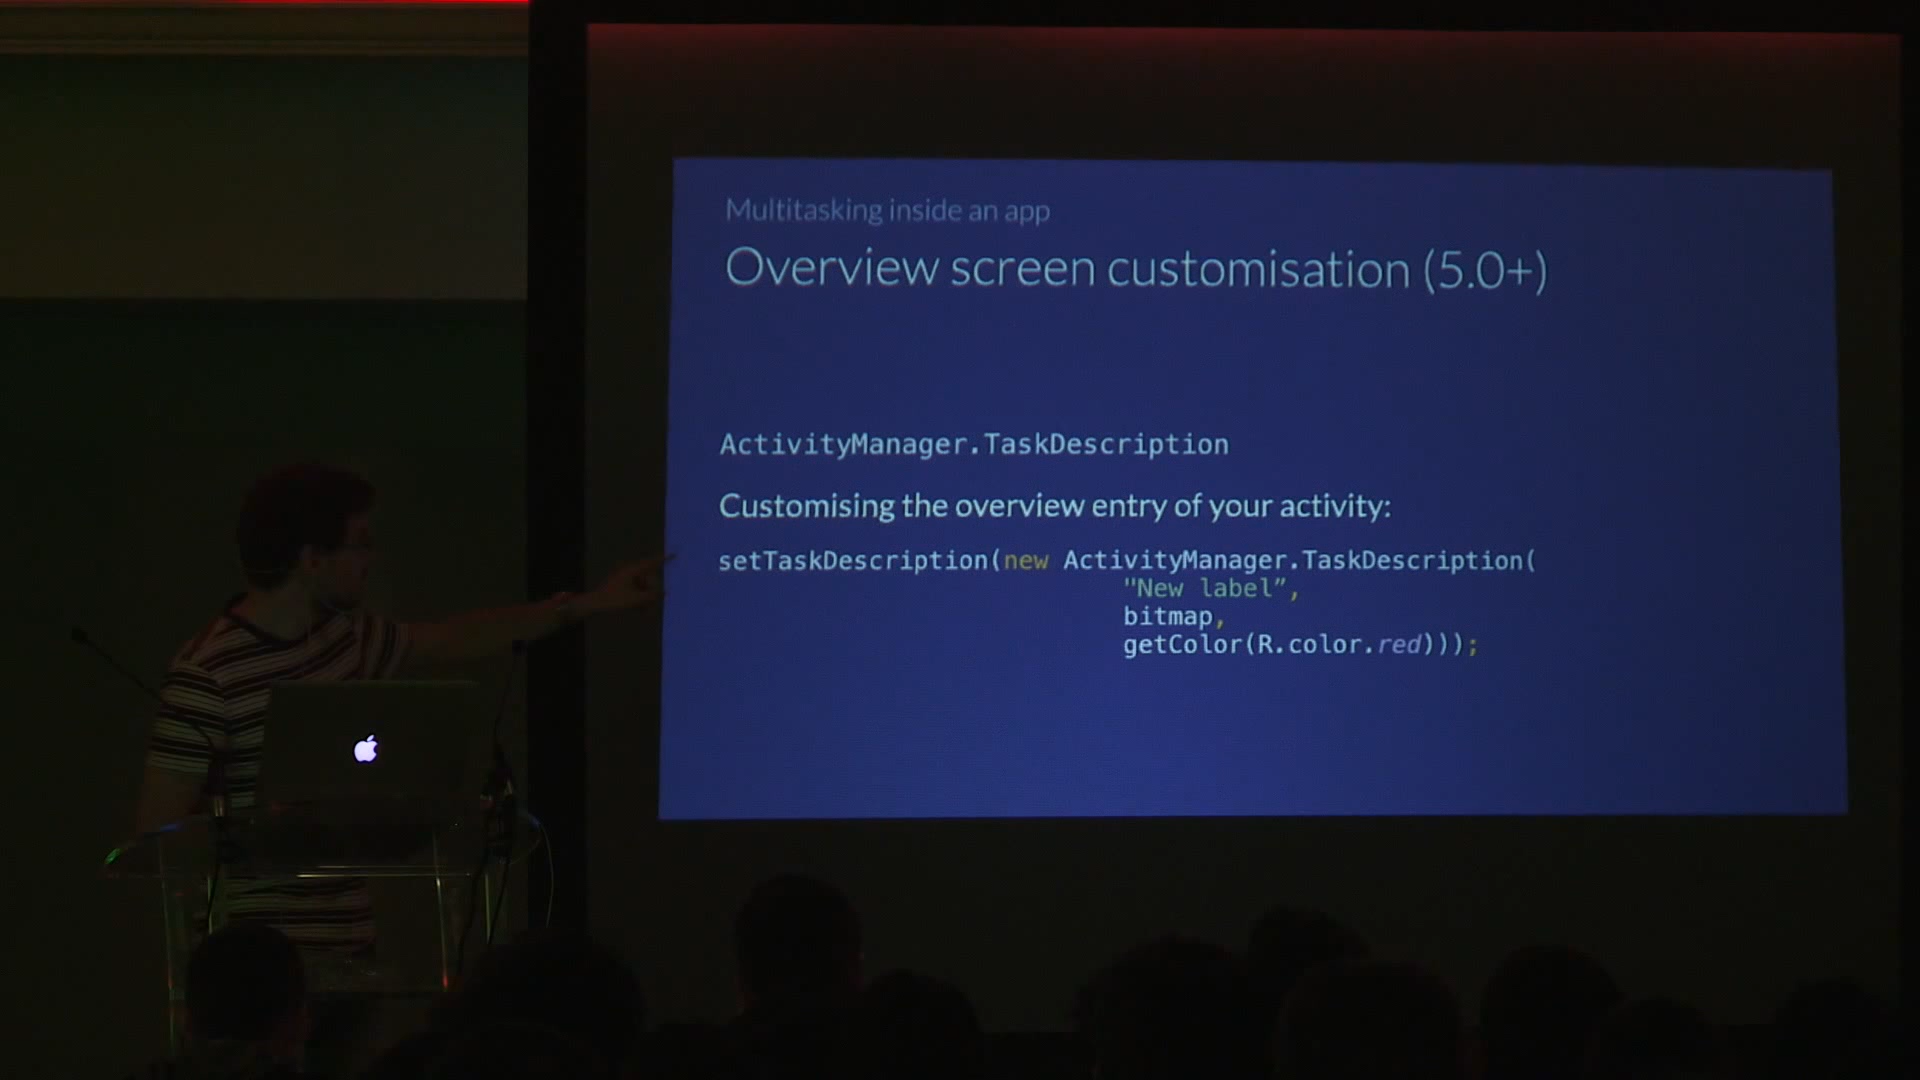 Multitasking inside an app
Overview screen customisation (5.0+)
ActivityManager.TaskDescription
Customising the overview entry of your activity:
setTaskDescription(new ActivityManager.TaskDescription(
"New label”,
bitmap,
getColor(R.color.red)));